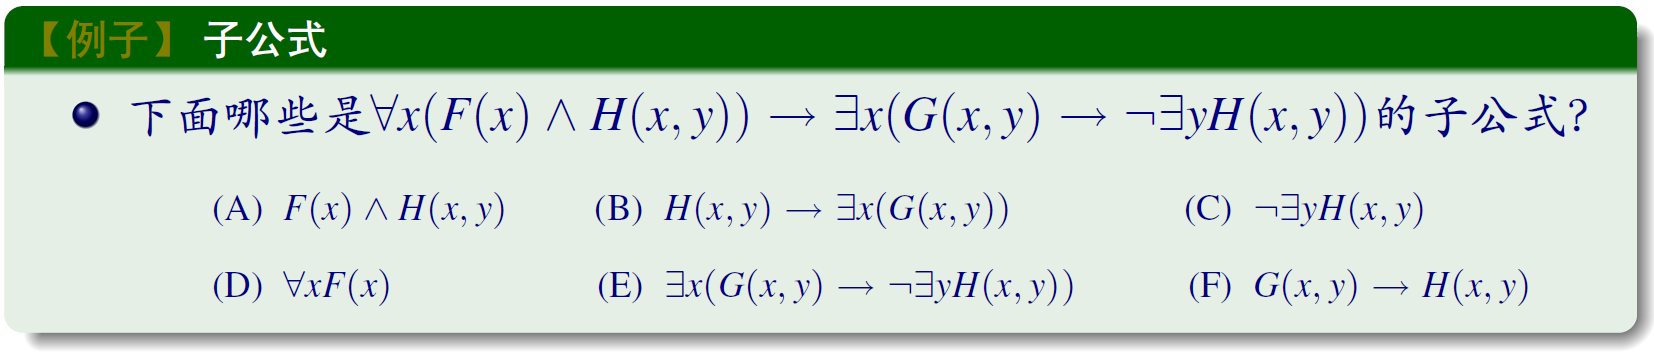 【例子】 子公式
下面哪些是∀x(F(x) ∧ H(x, y)) → ∃x(G(x, y) → ¬∃yH(x, y))的子公式?
(A) F(x) ∧ H(x, y) (B) H(x, y) → ∃x(G(x, y)) (C) ¬∃yH(x, y)
(D) ∀xF(x) (E) ∃x(G(x, y) → ¬∃yH(x, y)) (F) G(x, y) → H(x, y)